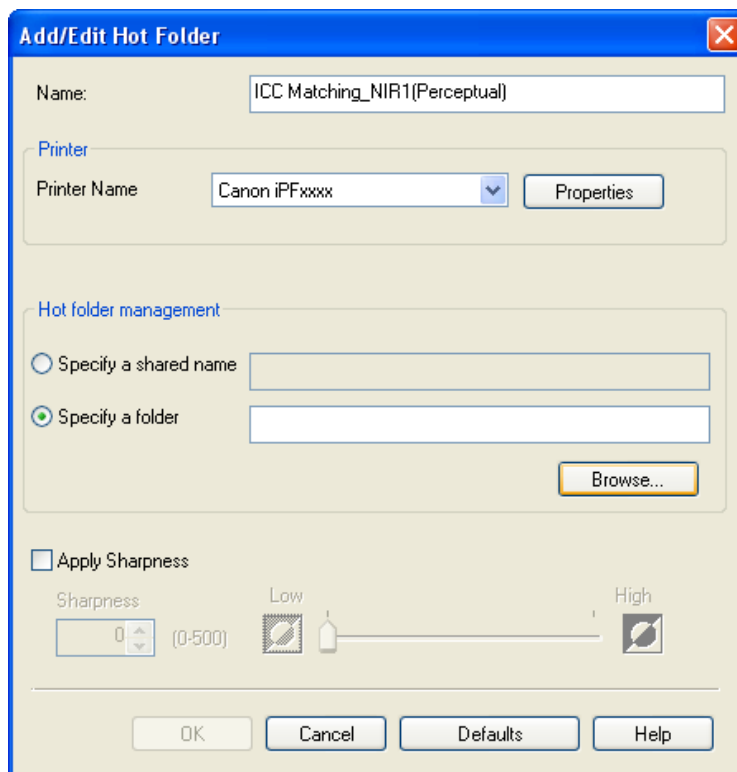 Add/Edit Hot Folder
Name: ICC Matching_NIR1(Perceptual)
Printer
Printer Name Canon iPFxxxx Properties
Hot folder management
Specify a shared name
Specify a folder
Browse...
Apply Sharpness
Sharpness Low High
0 (0-500)
OK Cancel Defaults Help